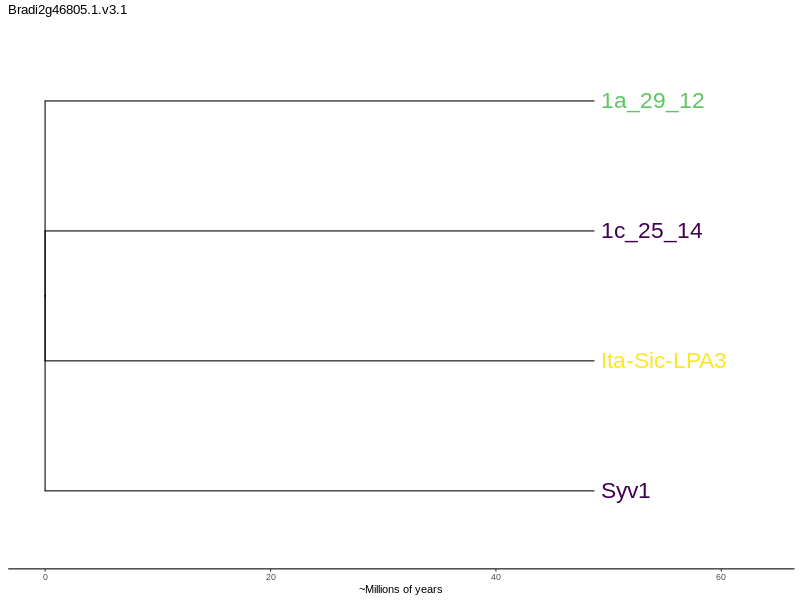 Bradi2g46805.1.v3.1
1a_29_12
1c_25_14
Ita-Sic-LPA3
Syv1
0 20 40 60
~Millions of years